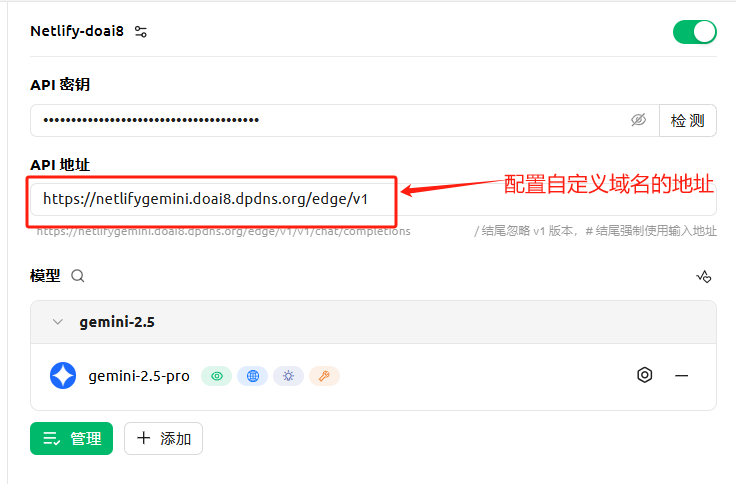 Netlify-doai8
API 密钥
••••••••••••••••••••••••••••••••••••••• 检 测
API 地址
https://netlifygemini.doai8.dpdns.org/edge/v1 配置自定义域名的地址
https://netlifygemini.doai8.dpdns.org/edge/v1/v1/chat/completions / 结尾忽略 v1 版本，# 结尾强制使用输入地址
模型
gemini-2.5
gemini-2.5-pro
管理 添加